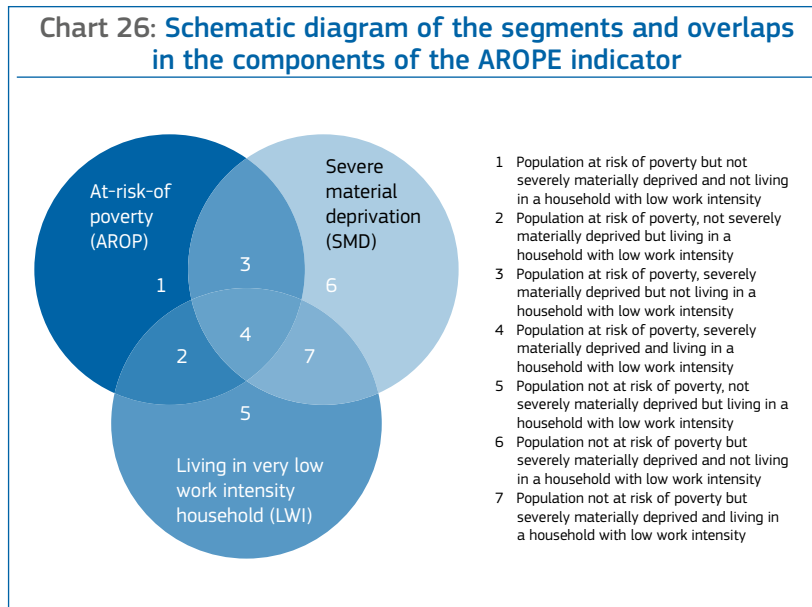 Chart 26: Schematic diagram of the segments and overlaps
in the components of the AROPE indicator
At-risk-of
poverty
(AROP)
Severe
material
deprivation
(SMD)
3
1
6
4
2
7
5
Living in very low
work intensity
household (LWI)
1 Population at risk of poverty but not
severely materially deprived and not living
in a household with low work intensity
2 Population at risk of poverty, not severely
materially deprived but living in a
household with low work intensity
3 Population at risk of poverty, severely
materially deprived but not living in a
household with low work intensity
4 Population at risk of poverty, severely
materially deprived and living in a
household with low work intensity
5 Population not at risk of poverty, not
severely materially deprived but living in a
household with low work intensity
6 Population not at risk of poverty but
severely materially deprived and not living
in a household with low work intensity
7 Population not at risk of poverty but
severely materially deprived and living in
a household with low work intensity